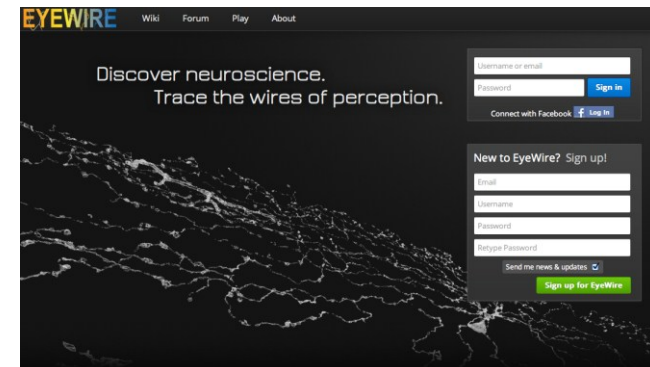 EYEWIRE Wiki Forum Play About
Discover neuroscience.
Trace the wires of perception.
Username or email
Password Sign in
Connect with Facebook f Log In
New to EyeWire? Sign up!
Email
Username
Password
Retype Password
Send me news & updates
Sign up for EyeWire